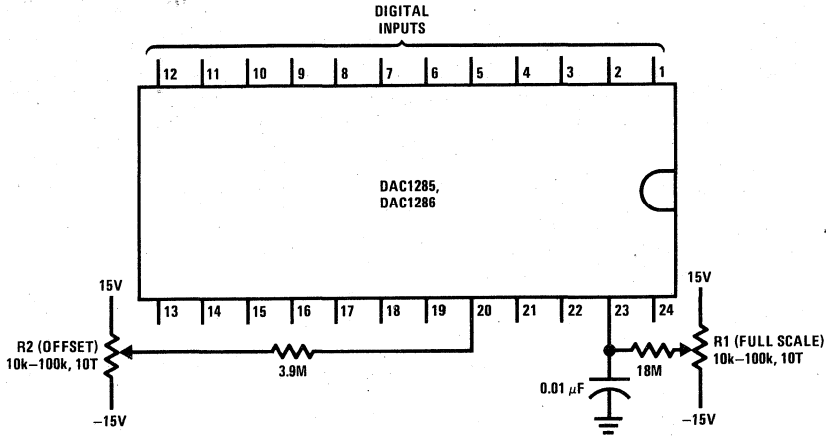 DIGITAL
INPUTS
12 11 10 9 8 7 6 5 4 3 2 1
DAC1285,
DAC1286
13 14 15 16 17 18 19 20 21 22 23 24
15V
R2 (OFFSET)
10k–100k, 10T
–15V
3.9M
0.01 μF
18M
15V
R1 (FULL SCALE)
10k–100k, 10T
–15V